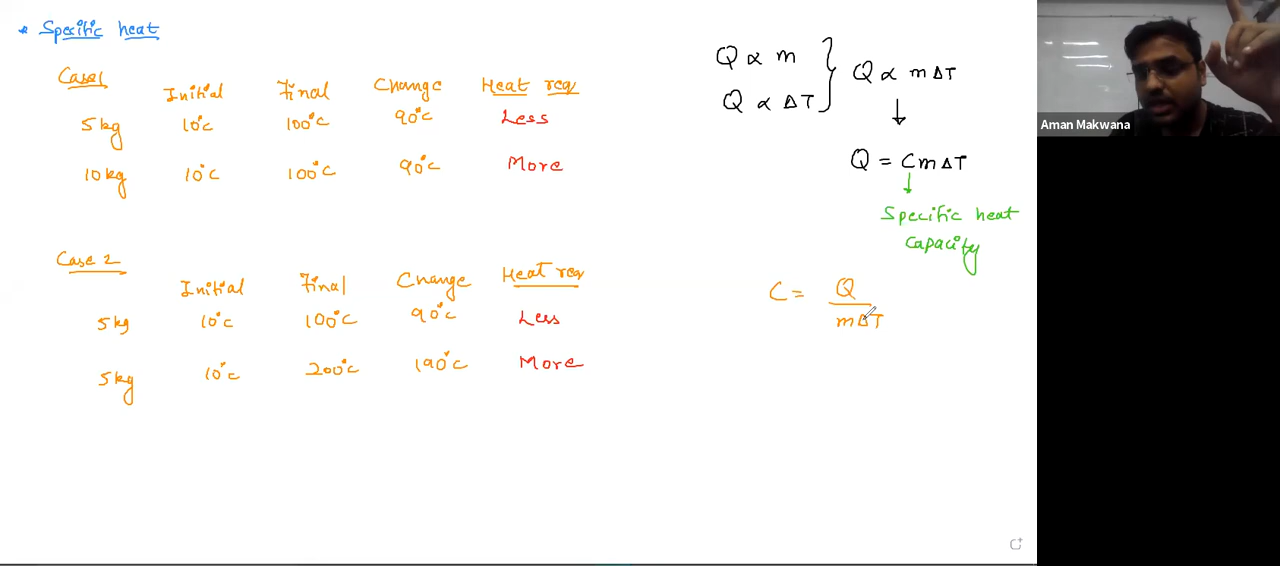 * Specific heat
Case1
Initial Final Change Heat req
5kg 10°c 100°c 90°c Less
10kg 10°c 100°c 90°c More
Case 2
Initial Final Change Heat req
5kg 10°c 100°c 90°c Less
5kg 10°c 200°c 190°c More
Q ∝ m
Q ∝ ΔT
Q ∝ mΔT
↓
Q = CmΔT
↓
Specific heat
capacity
C = Q
mΔT
Aman Makwana